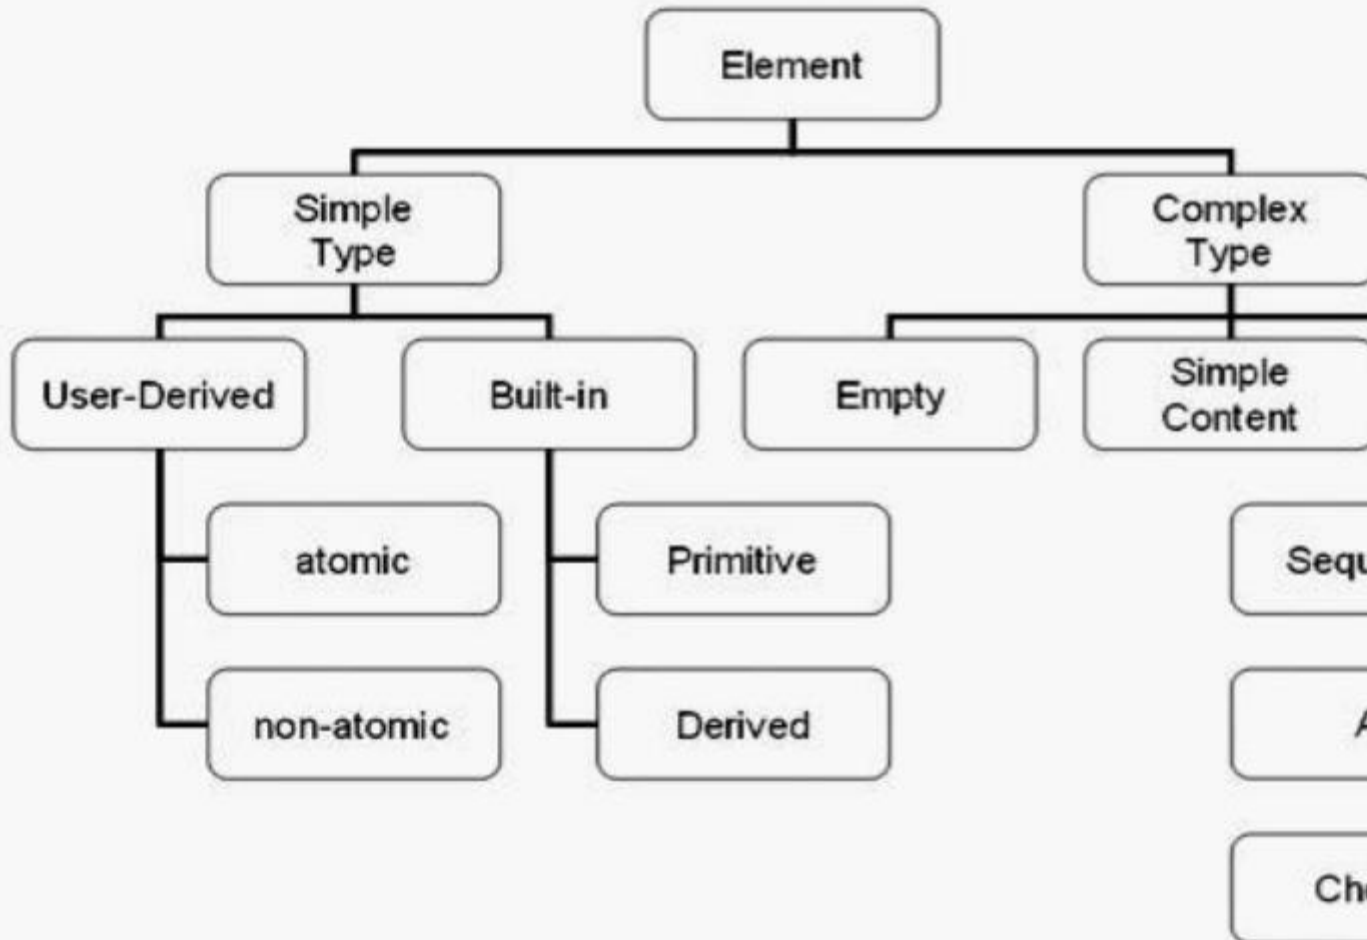 Element
Simple
Type
Complex
Type
User-Derived
Built-in
Empty
Simple
Content
atomic
Primitive
non-atomic
Derived